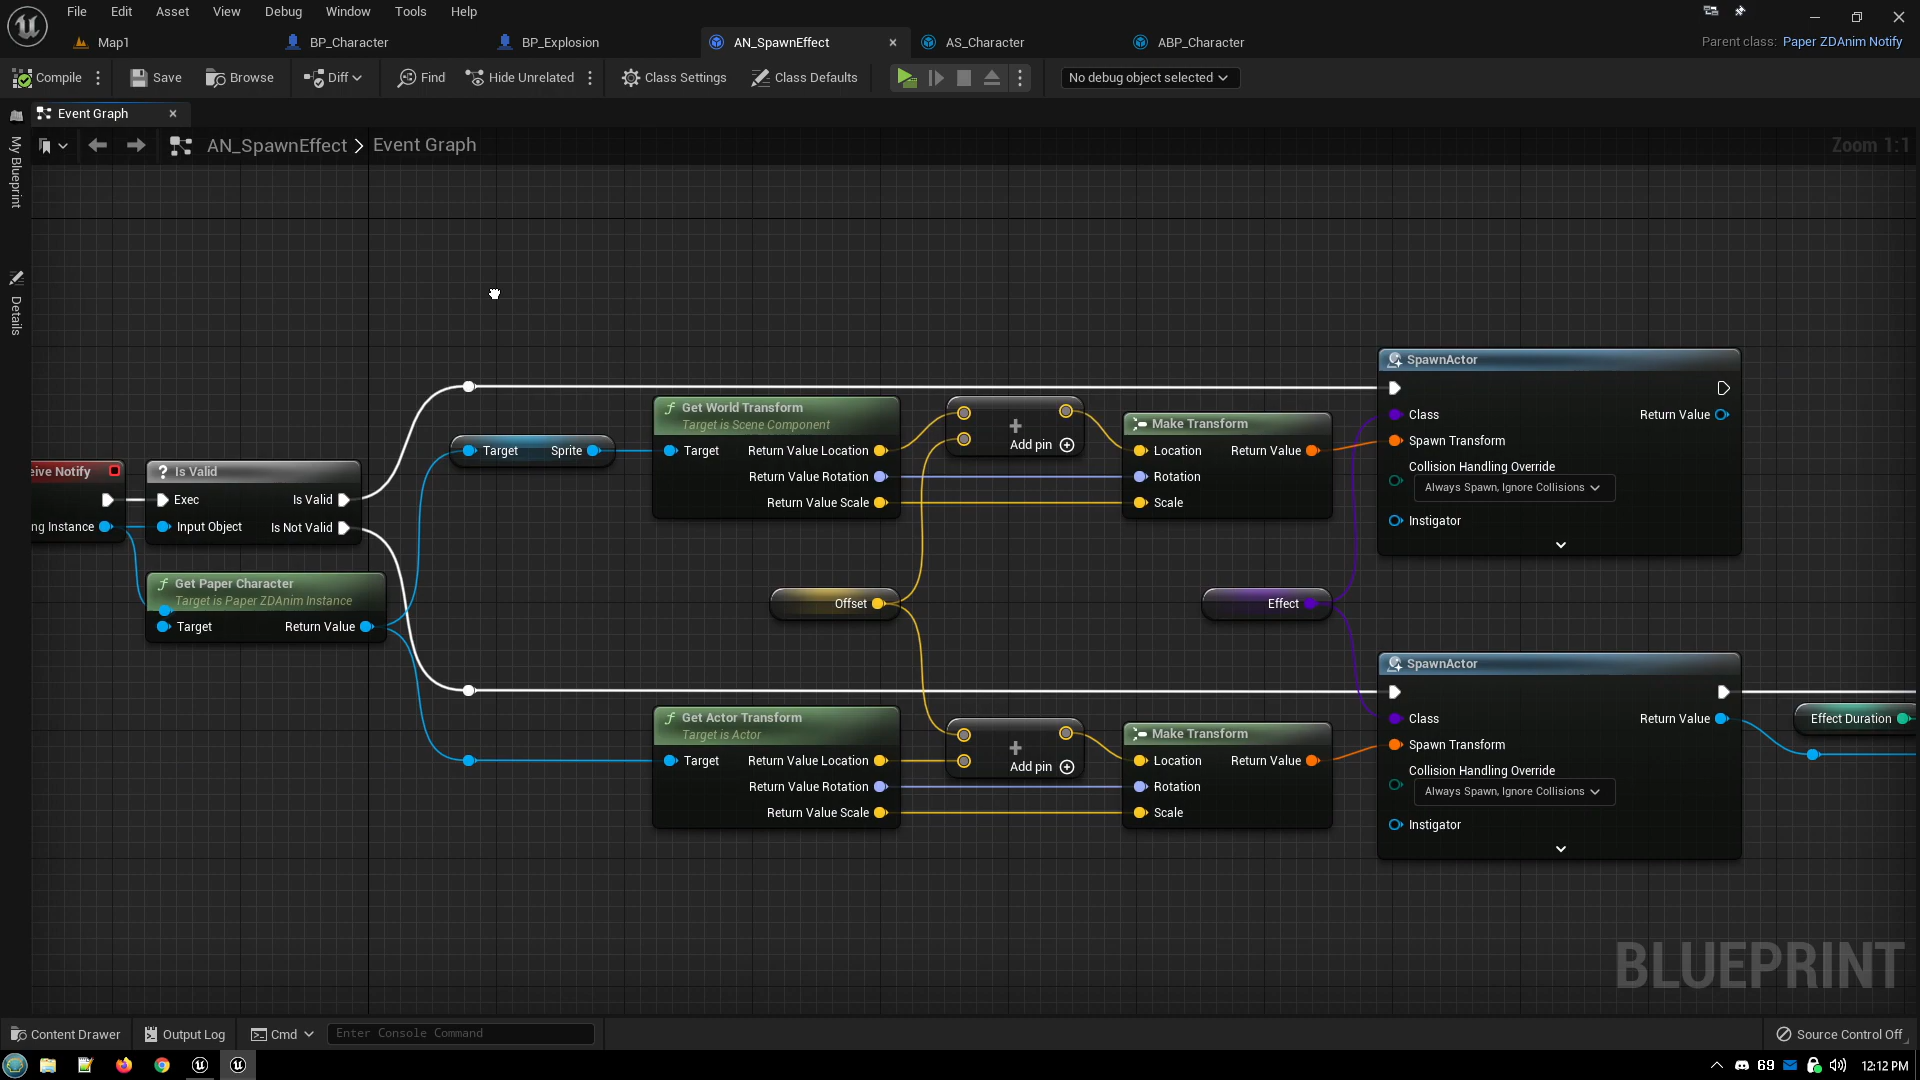 File Edit Asset View Debug Window Tools Help
Map1 BP_Character BP_Explosion AN_SpawnEffect AS_Character ABP_Character Parent class: Paper ZDAnim Notify
Compile Save Browse Diff Find Hide Unrelated Class Settings Class Defaults No debug object selected
Event Graph
My Blueprint
Details
AN_SpawnEffect > Event Graph Zoom 1:1
eive Notify
ng Instance
? Is Valid
Exec Is Valid
Input Object Is Not Valid
Get Paper Character
Target is Paper ZDAnim Instance
Target Return Value
Target Sprite
Get World Transform
Target is Scene Component
Target Return Value Location
Return Value Rotation
Return Value Scale
Add pin
Make Transform
Location Return Value
Rotation
Scale
SpawnActor
Class Return Value
Spawn Transform
Collision Handling Override
Always Spawn, Ignore Collisions
Instigator
Offset
Effect
Get Actor Transform
Target is Actor
Target Return Value Location
Return Value Rotation
Return Value Scale
Add pin
Make Transform
Location Return Value
Rotation
Scale
SpawnActor
Class Return Value
Spawn Transform
Collision Handling Override
Always Spawn, Ignore Collisions
Instigator
Effect Duration
BLUEPRINT
Content Drawer Output Log Cmd Enter Console Command Source Control Off
69 12:12 PM